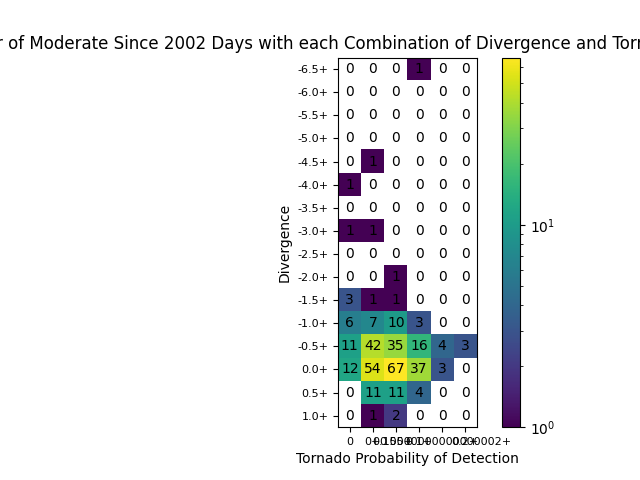 r of Moderate Since 2002 Days with each Combination of Divergence and Torn
-6.5+ 0 0 0 1 0 0
-6.0+ 0 0 0 0 0 0
-5.5+ 0 0 0 0 0 0
-5.0+ 0 0 0 0 0 0
-4.5+ 0 1 0 0 0 0
-4.0+ 1 0 0 0 0 0
-3.5+ 0 0 0 0 0 0
-3.0+ 1 1 0 0 0 0
-2.5+ 0 0 0 0 0 0
-2.0+ 0 0 1 0 0 0
-1.5+ 3 1 1 0 0 0
-1.0+ 6 7 10 3 0 0
-0.5+ 11 42 35 16 4 3
0.0+ 12 54 67 37 3 0
0.5+ 0 11 11 4 0 0
1.0+ 0 1 2 0 0 0
Divergence
10^1
10^0
0
Tornado Probability of Detection